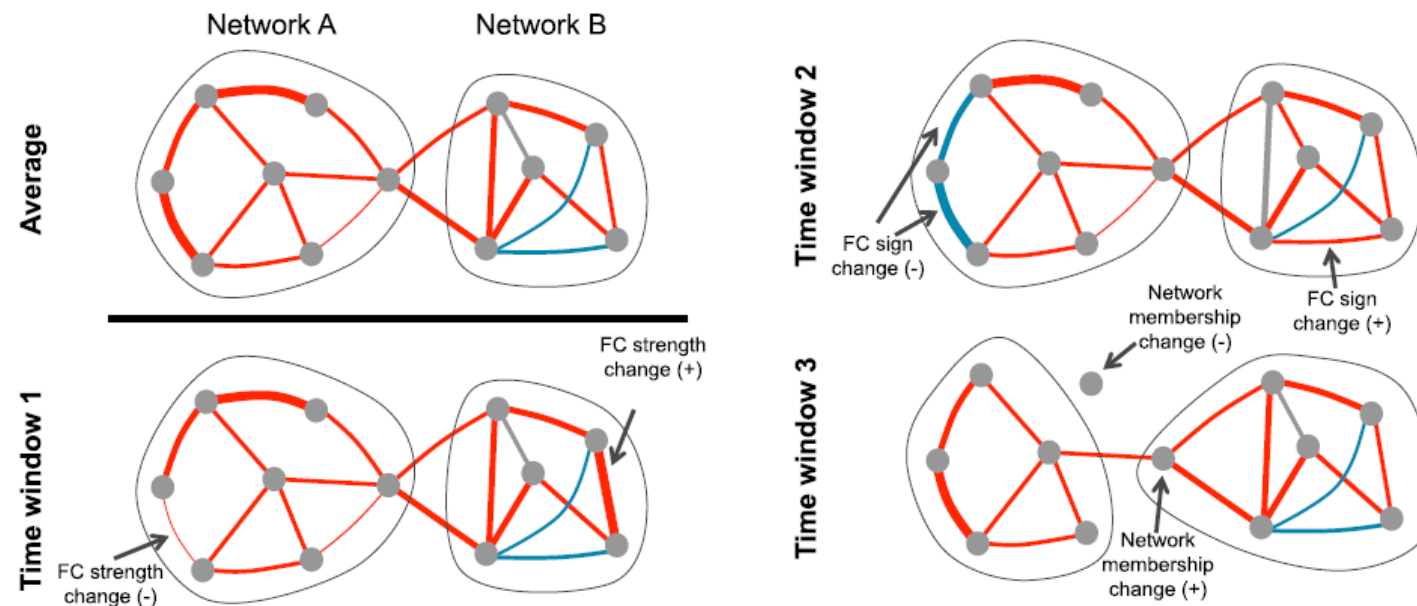 Network A
Network B
Average
Time window 1
FC strength
change (+)
FC strength
change (-)
Time window 2
FC sign
change (-)
FC sign
change (+)
Time window 3
Network
membership
change (-)
Network
membership
change (+)